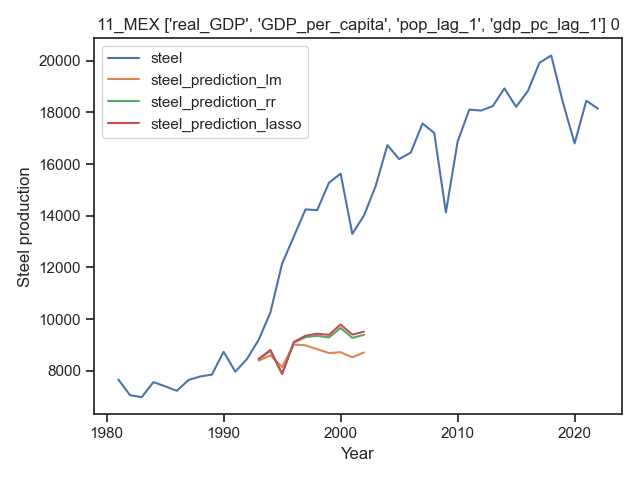 11_MEX ['real_GDP', 'GDP_per_capita', 'pop_lag_1', 'gdp_pc_lag_1'] 0
steel
steel_prediction_lm
steel_prediction_rr
steel_prediction_lasso
Steel production
20000
18000
16000
14000
12000
10000
8000
1980
1990
2000
2010
2020
Year